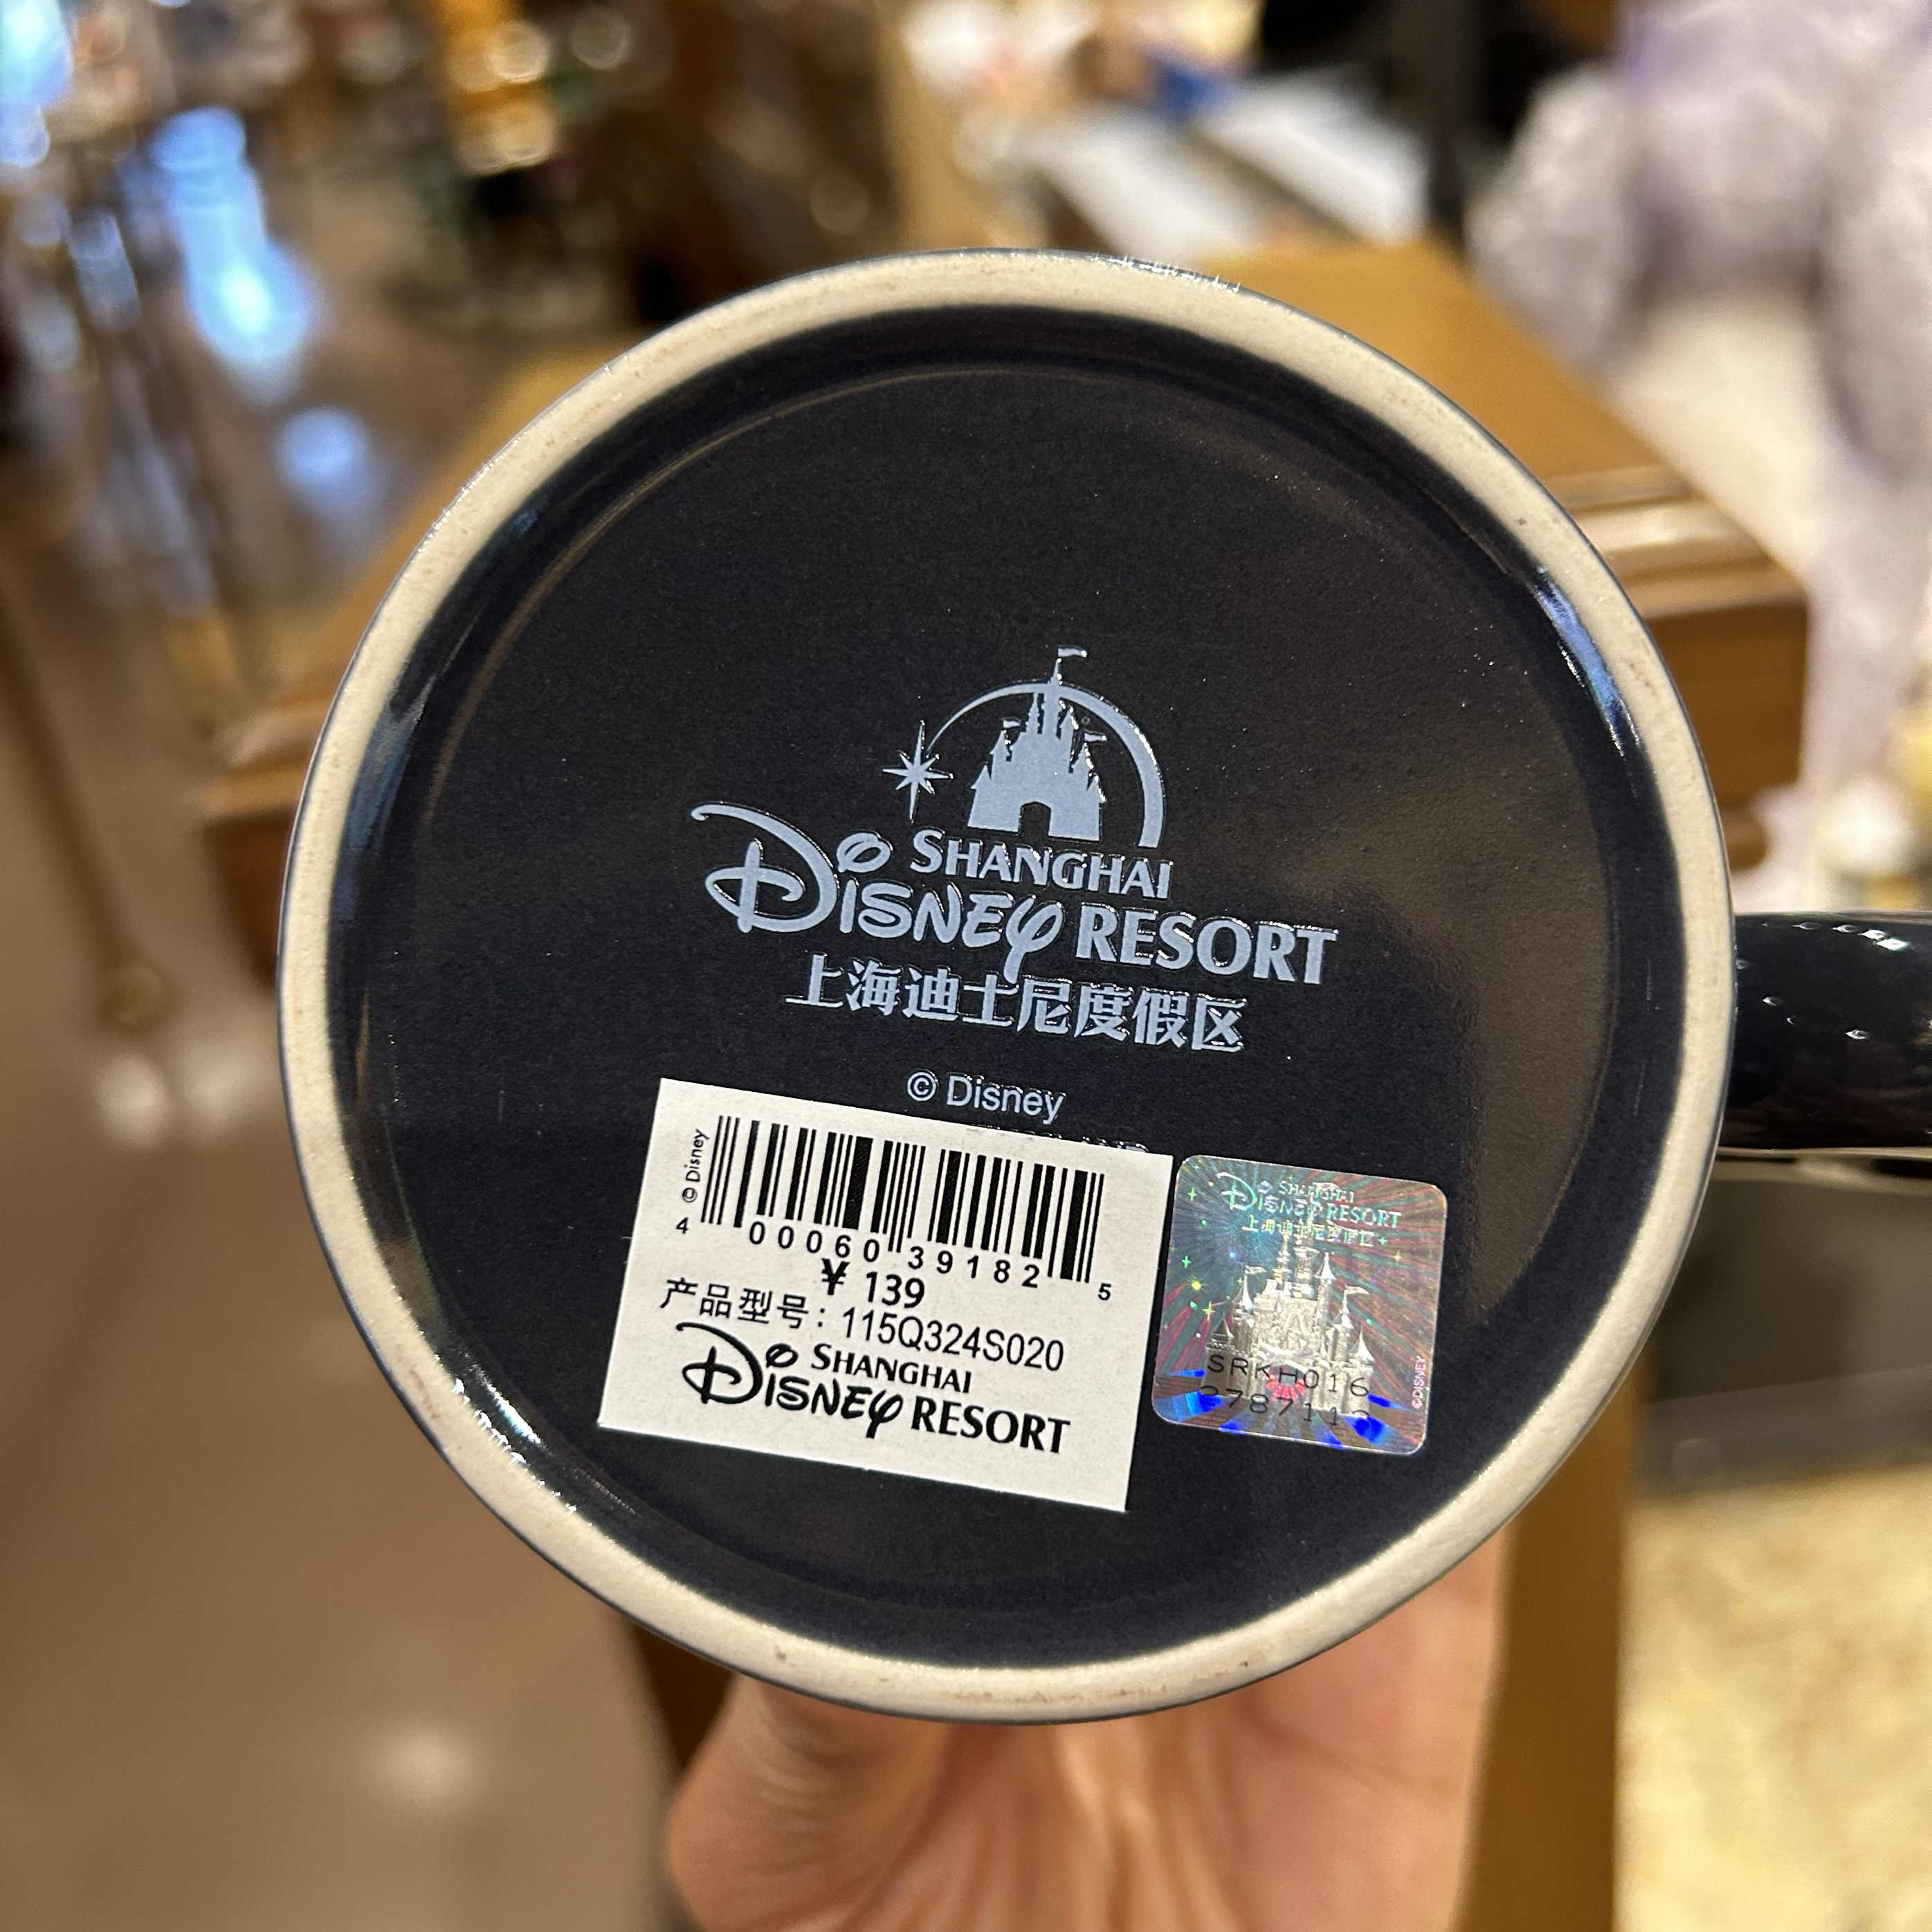 SHANGHAI
DISNEY RESORT
上海迪士尼度假区
© Disney
© Disney
4 00060 39182 5
¥ 139
产品型号：115Q324S020
SHANGHAI
DISNEY RESORT
SHANGHAI
DISNEY RESORT
上海迪士尼度假区
SRKH016
©DISNEY